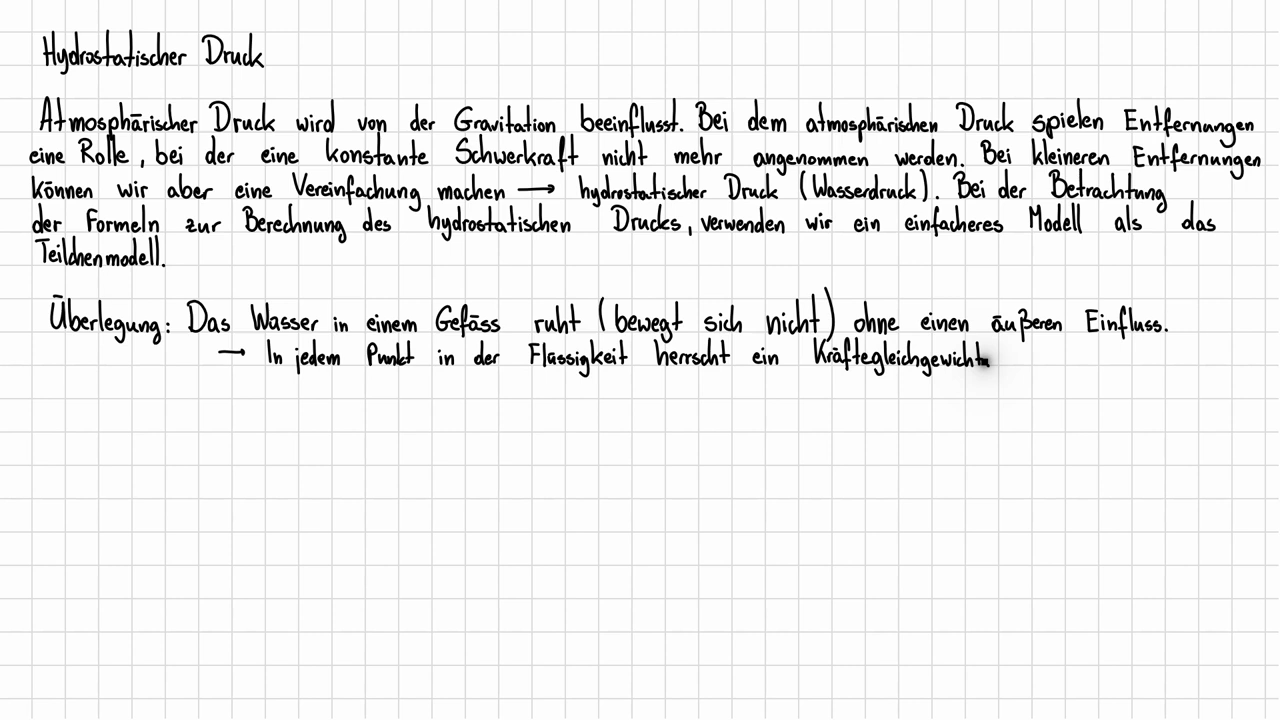 Hydrostatischer Druck
Atmosphärischer Druck wird von der Gravitation beeinflusst. Bei dem atmosphärischen Druck spielen Entfernungen
eine Rolle, bei der eine konstante Schwerkraft nicht mehr angenommen werden. Bei kleineren Entfernungen
können wir aber eine Vereinfachung machen → hydrostatischer Druck (Wasserdruck). Bei der Betrachtung
der Formeln zur Berechnung des hydrostatischen Drucks, verwenden wir ein einfacheres Modell als das
Teilchenmodell.
Überlegung: Das Wasser in einem Gefäss ruht (bewegt sich nicht) ohne einen äußeren Einfluss.
→ In jedem Punkt in der Flüssigkeit herrscht ein Kräftegleichgewicht